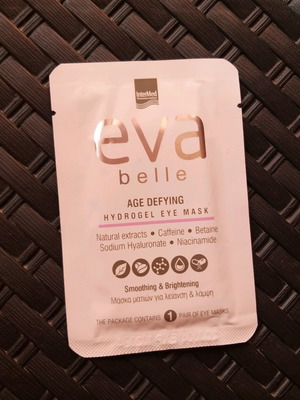 InterMed
eva
belle
AGE DEFYING
HYDROGEL EYE MASK
Natural extracts • Caffeine • Betaine
Sodium Hyaluronate • Niacinamide
Smoothing & Brightening
Μάσκα ματιών για λείανση & λάμψη
THE PACKAGE CONTAINS 1 PAIR OF EYE MASKS